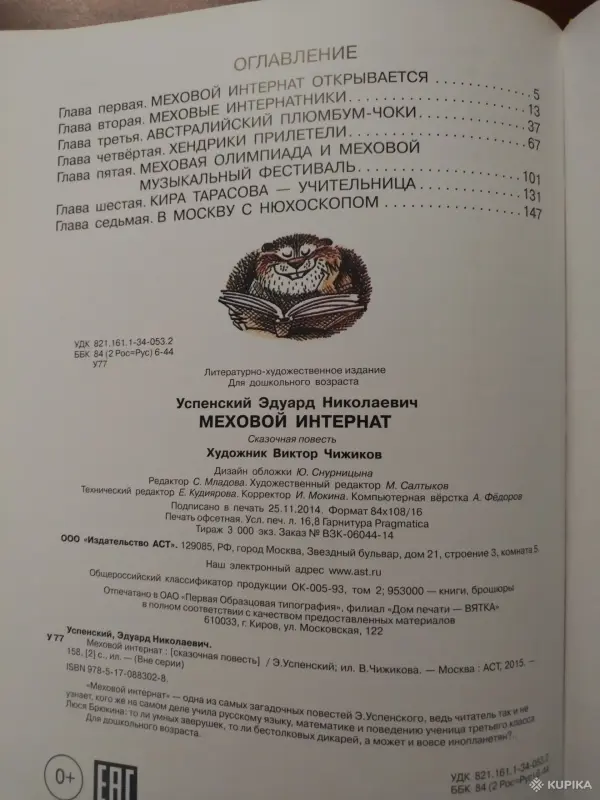 ОГЛАВЛЕНИЕ
Глава первая. МЕХОВОЙ ИНТЕРНАТ ОТКРЫВАЕТСЯ .......... 5
Глава вторая. МЕХОВЫЕ ИНТЕРНАТНИКИ .......... 13
Глава третья. АВСТРАЛИЙСКИЙ ПЛЮМБУМ-ЧОКИ .......... 37
Глава четвёртая. ХЕНДРИКИ ПРИЛЕТЕЛИ .......... 67
Глава пятая. МЕХОВАЯ ОЛИМПИАДА И МЕХОВОЙ
МУЗЫКАЛЬНЫЙ ФЕСТИВАЛЬ .......... 101
Глава шестая. КИРА ТАРАСОВА — УЧИТЕЛЬНИЦА .......... 131
Глава седьмая. В МОСКВУ С НЮХОСКОПОМ .......... 147
УДК 821.161.1-34-053.2
ББК 84 (2 Рос=Рус) 6-44
У77
Литературно-художественное издание
Для дошкольного возраста
Успенский Эдуард Николаевич
МЕХОВОЙ ИНТЕРНАТ
Сказочная повесть
Художник Виктор Чижиков
Дизайн обложки Ю. Снурницына
Редактор С. Младова. Художественный редактор М. Салтыков
Технический редактор Е. Кудиярова. Корректор И. Мокина. Компьютерная вёрстка А. Фёдоров
Подписано в печать 25.11.2014. Формат 84x108/16
Печать офсетная. Усл. печ. л. 16,8 Гарнитура Pragmatica
Тираж 3 000 экз. Заказ № ВЗК-06044-14
ООО «Издательство АСТ». 129085, РФ, город Москва, Звездный бульвар, дом 21, строение 3, комната 5
Наш электронный адрес www.ast.ru
Общероссийский классификатор продукции ОК-005-93, том 2; 953000 — книги, брошюры
Отпечатано в ОАО «Первая Образцовая типография», филиал «Дом печати — ВЯТКА»
в полном соответствии с качеством предоставленных материалов
610033, г. Киров, ул. Московская, 122
Успенский, Эдуард Николаевич.
У 77
Меховой интернат : [сказочная повесть] / Э.Успенский; ил. В.Чижикова. — Москва : АСТ, 2015. —
158, [2] с., ил. — (Вне серии)
ISBN 978-5-17-088302-8.
«Меховой интернат» — одна из самых загадочных повестей Э.Успенского, ведь читатель так и не
узнает, кого же на самом деле учила русскому языку, математике и поведению ученица третьего класса
Люся Брюкина: то ли умных зверушек, то ли бестолковых дикарей, а может и вовсе инопланетян?
Для дошкольного возраста.
0+
EAC
УДК 821.161.1-34-053.2
ББК 84 (2 Рос=Рус) 6-44
KUPIKA